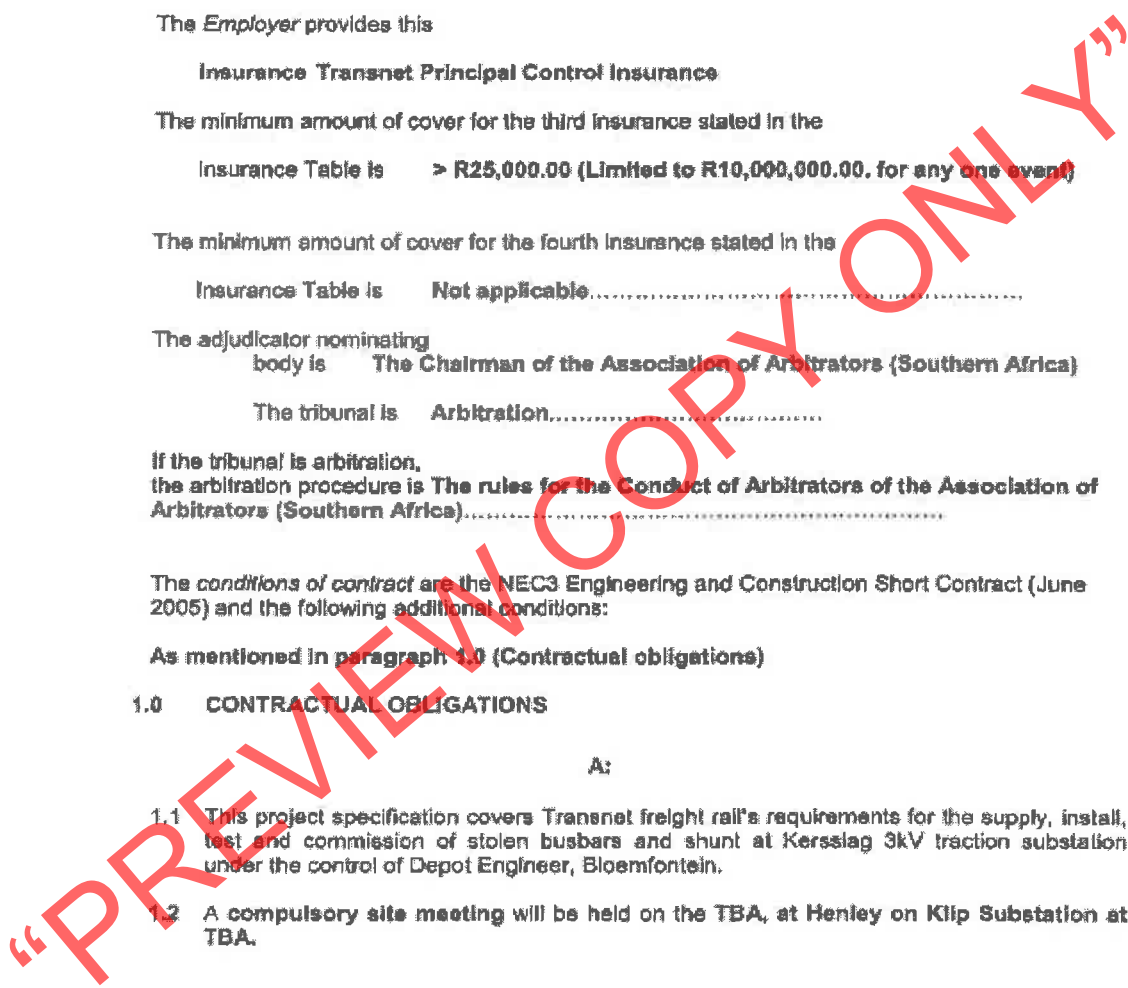 The Employer provides this
Insurance Transnet Principal Control Insurance
The minimum amount of cover for the third insurance stated in the
Insurance Table is > R25,000.00 (Limited to R10,000,000.00. for any one event)
The minimum amount of cover for the fourth insurance stated in the
Insurance Table is Not applicable................................................................
The adjudicator nominating
body is The Chairman of the Association of Arbitrators (Southern Africa)
The tribunal is Arbitration........................................
If the tribunal is arbitration,
the arbitration procedure is The rules for the Conduct of Arbitrators of the Association of
Arbitrators (Southern Africa)......................................................................
The conditions of contract are the NEC3 Engineering and Construction Short Contract (June
2005) and the following additional conditions:
As mentioned in paragraph 1.0 (Contractual obligations)
1.0 CONTRACTUAL OBLIGATIONS
A:
1.1 This project specification covers Transnet freight rail's requirements for the supply, install,
test and commission of stolen busbars and shunt at Kersslag 3kV traction substation
under the control of Depot Engineer, Bloemfontein.
1.2 A compulsory site meeting will be held on the TBA, at Henley on Klip Substation at
TBA.
“PREVIEW COPY ONLY”